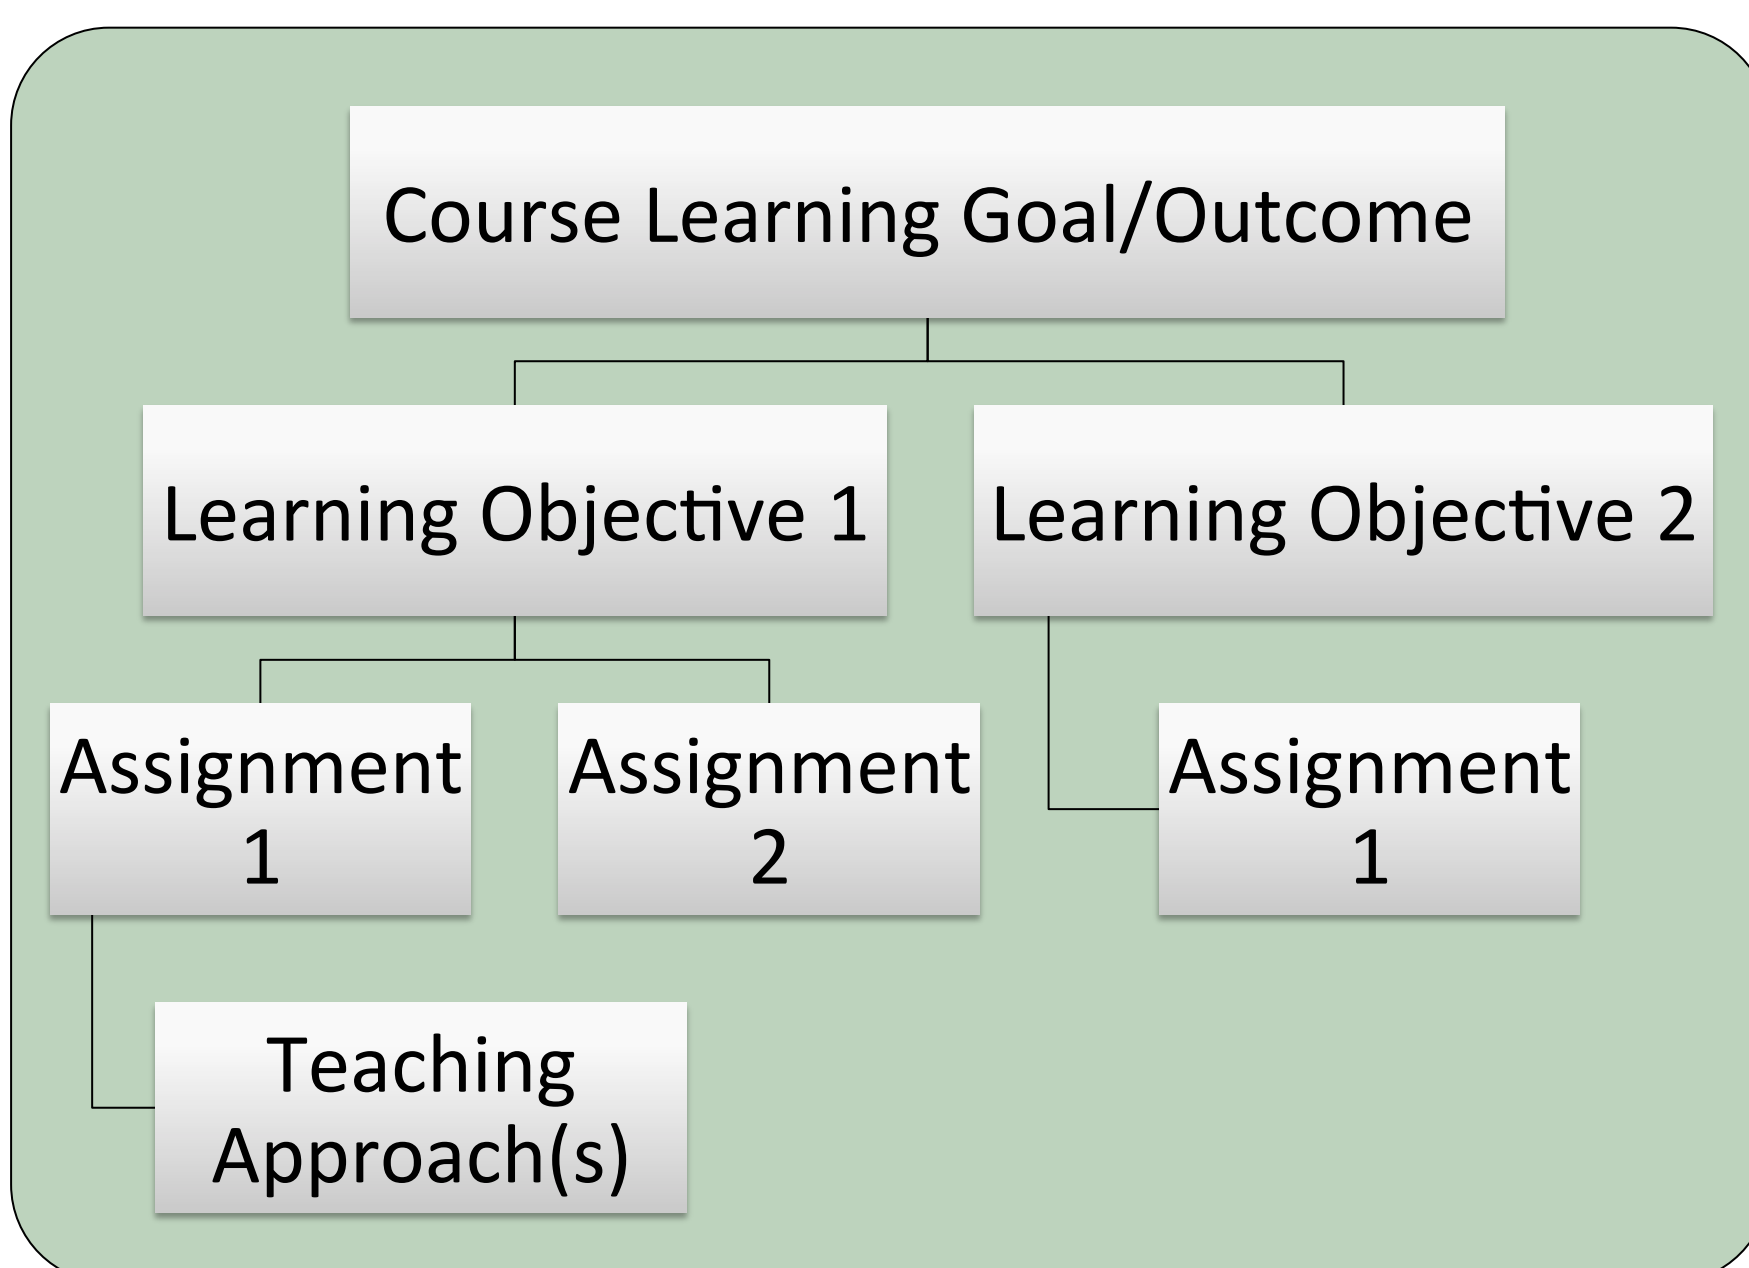 Course Learning Goal/Outcome
Learning Objective 1
Learning Objective 2
Assignment
1
Assignment
2
Assignment
1
Teaching
Approach(s)